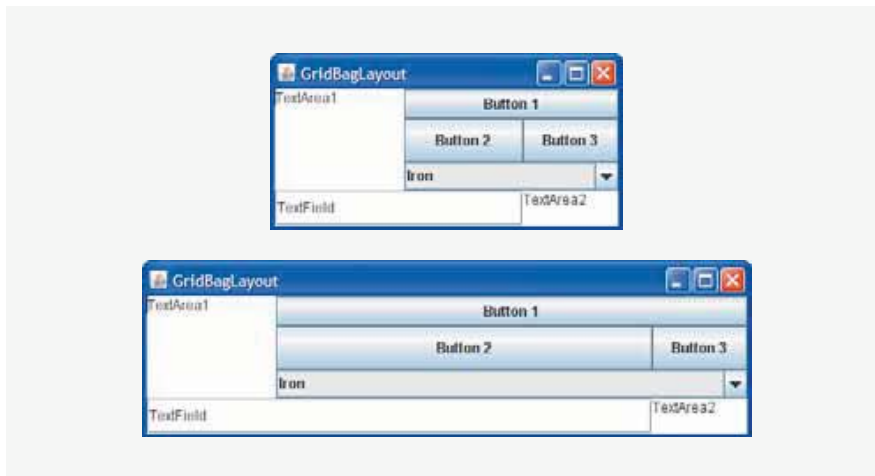 GridBagLayout
TextArea1
Button 1
Button 2
Button 3
Iron
TextField
TextArea2
GridBagLayout
TextArea1
Button 1
Button 2
Button 3
Iron
TextField
TextArea2